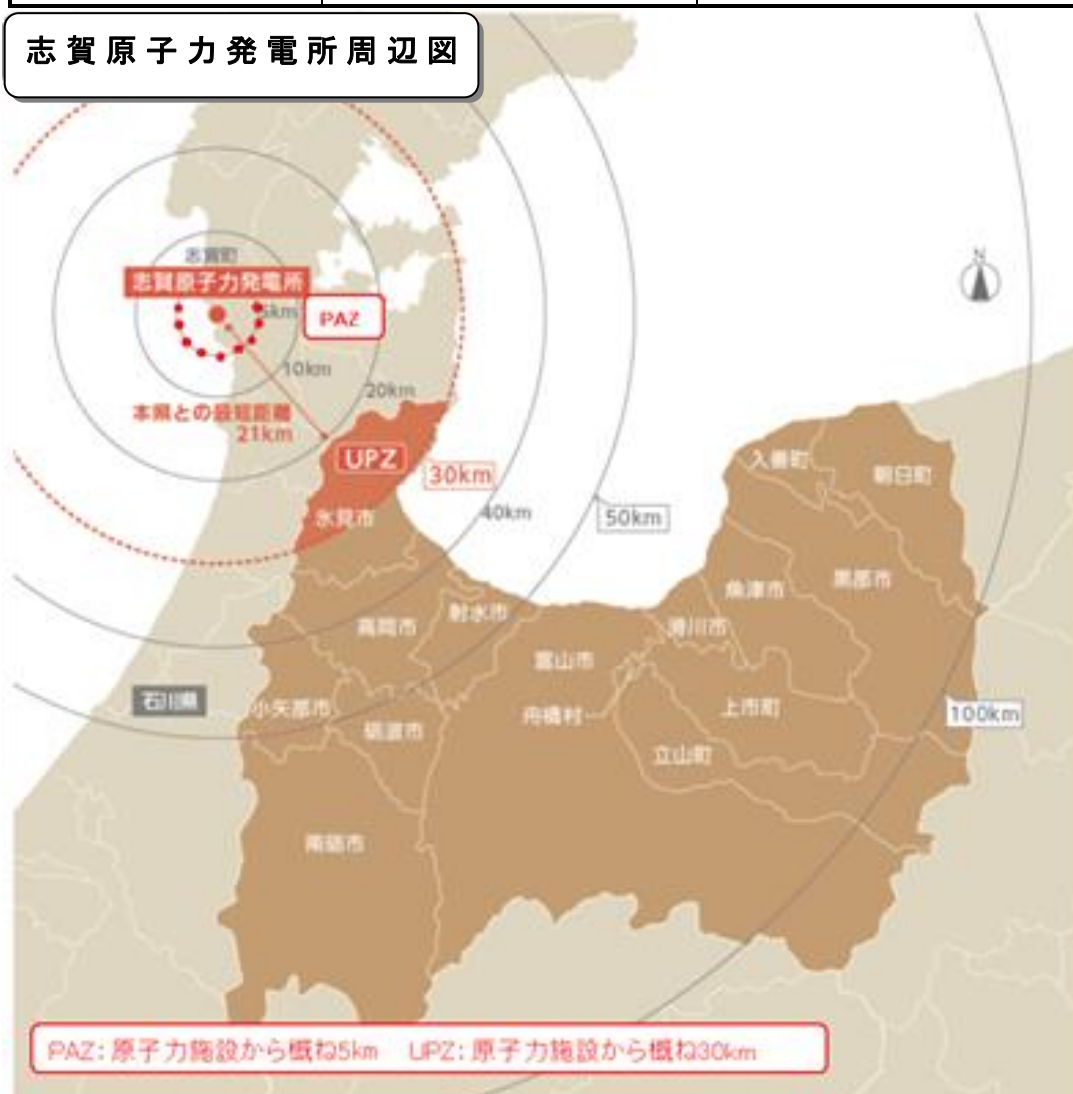 志賀原子力発電所周辺図
N
志賀町
志賀原子力発電所
5km
PAZ
10km
20km
本県との最短距離
21km
UPZ
30km
氷見市
40km
50km
入善町
朝日町
魚津市
黒部市
射水市
高岡市
滑川市
富山市
石川県
小矢部市
舟橋村
上市町
100km
砺波市
立山町
南砺市
PAZ:原子力施設から概ね5km UPZ:原子力施設から概ね30km